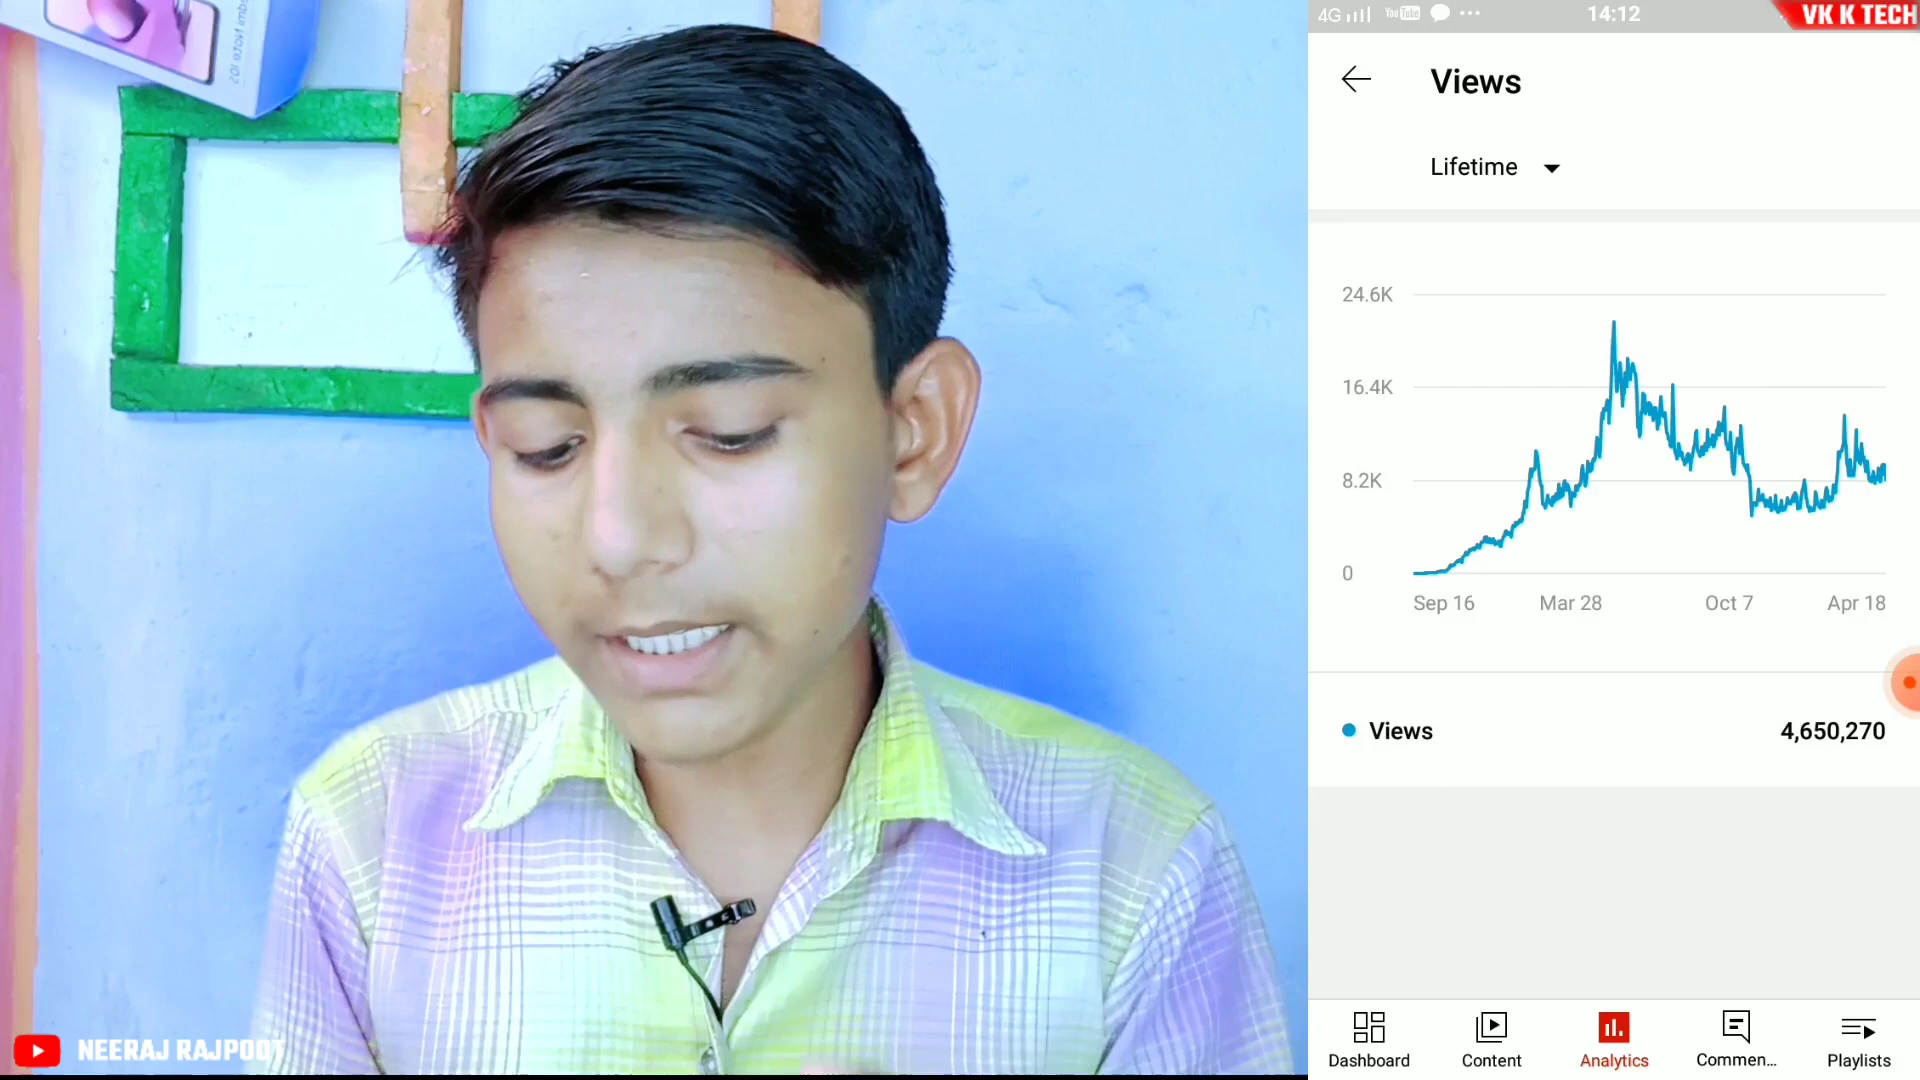 4G
YouTube
14:12
VK K TECH
Views
Lifetime
24.6K
16.4K
8.2K
0
Sep 16
Mar 28
Oct 7
Apr 18
Views
4,650,270
Dashboard
Content
Analytics
Commen...
Playlists
NEERAJ RAJPOOT